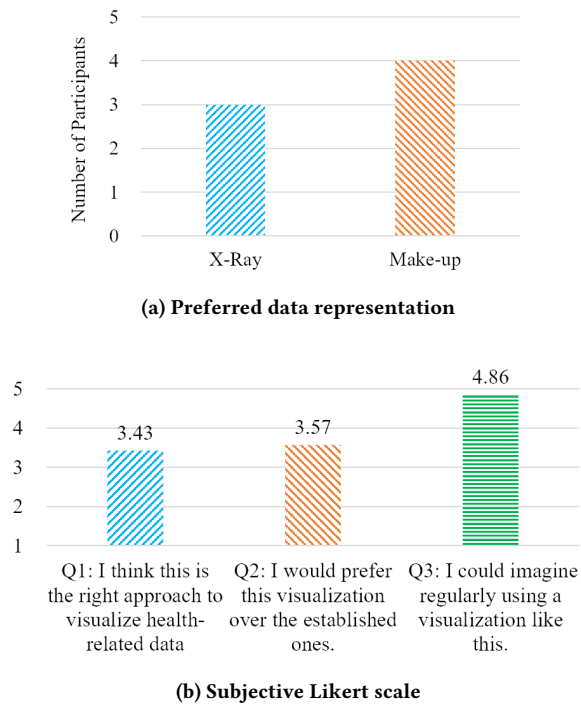 5
4
3
2
1
0
Number of Participants
X-Ray
Make-up
(a) Preferred data representation
5
4
3
2
1
3.43
3.57
4.86
Q1: I think this is
the right approach to
visualize health-
related data
Q2: I would prefer
this visualization
over the established
ones.
Q3: I could imagine
regularly using a
visualization like
this.
(b) Subjective Likert scale